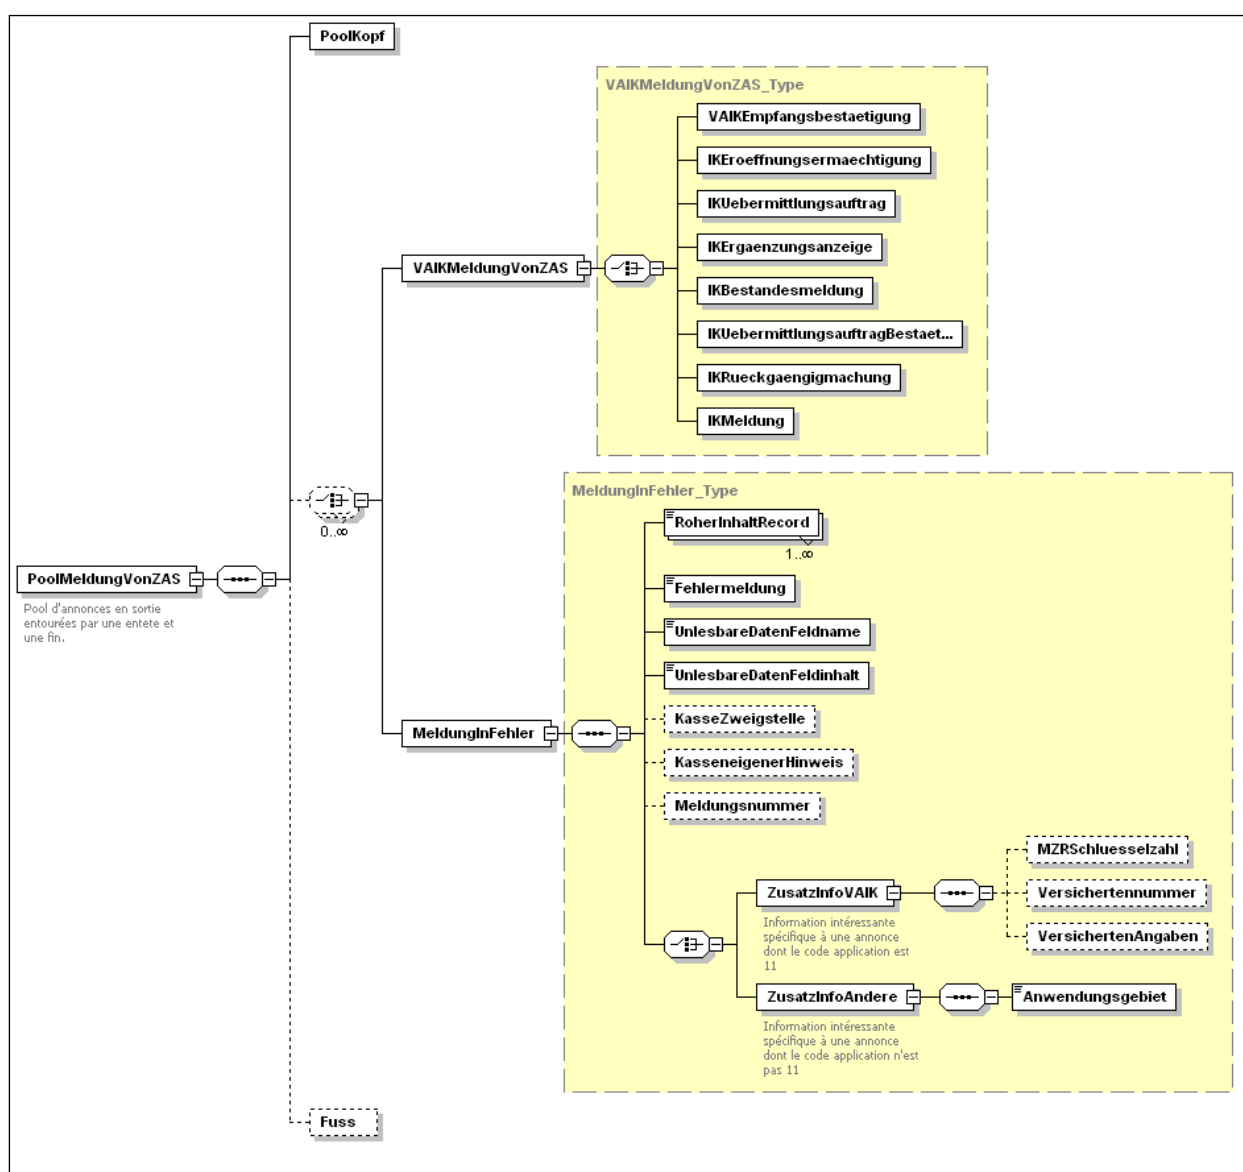 PoolKopf
VAIKMeldungVonZAS_Type
VAIKEmpfangsbestaetigung
IKEroeffnungsermaechtigung
IKUebermittlungsauftrag
IKErgaenzungsanzeige
VAIKMeldungVonZAS
IKBestandesmeldung
IKUebermittlungsauftragBestaet...
IKRueckgaengigmachung
IKMeldung
MeldungInFehler_Type
0..∞
RoherInhaltRecord
1..∞
PoolMeldungVonZAS
Pool d'annonces en sortie
entourées par une entete et
une fin.
Fehlermeldung
UnlesbareDatenFeldname
UnlesbareDatenFeldinhalt
KasseZweigstelle
MeldungInFehler
KasseneigenerHinweis
Meldungsnummer
MZRSchluesselzahl
ZusatzInfoVAIK
Versichertennummer
VersichertenAngaben
Information intéressante
spécifique à une annonce
dont le code application est
11
ZusatzInfoAndere
Anwendungsgebiet
Information intéressante
spécifique à une annonce
dont le code application n'est
pas 11
Fuss